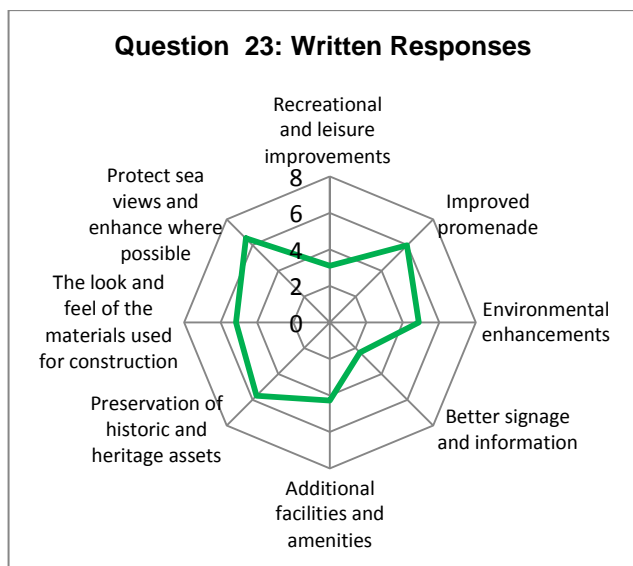 Question 23: Written Responses
Recreational
and leisure
improvements
Improved
promenade
Environmental
enhancements
Better signage
and information
Additional
facilities and
amenities
Preservation of
historic and
heritage assets
The look and
feel of the
materials used
for construction
Protect sea
views and
enhance where
possible
8
6
4
2
0